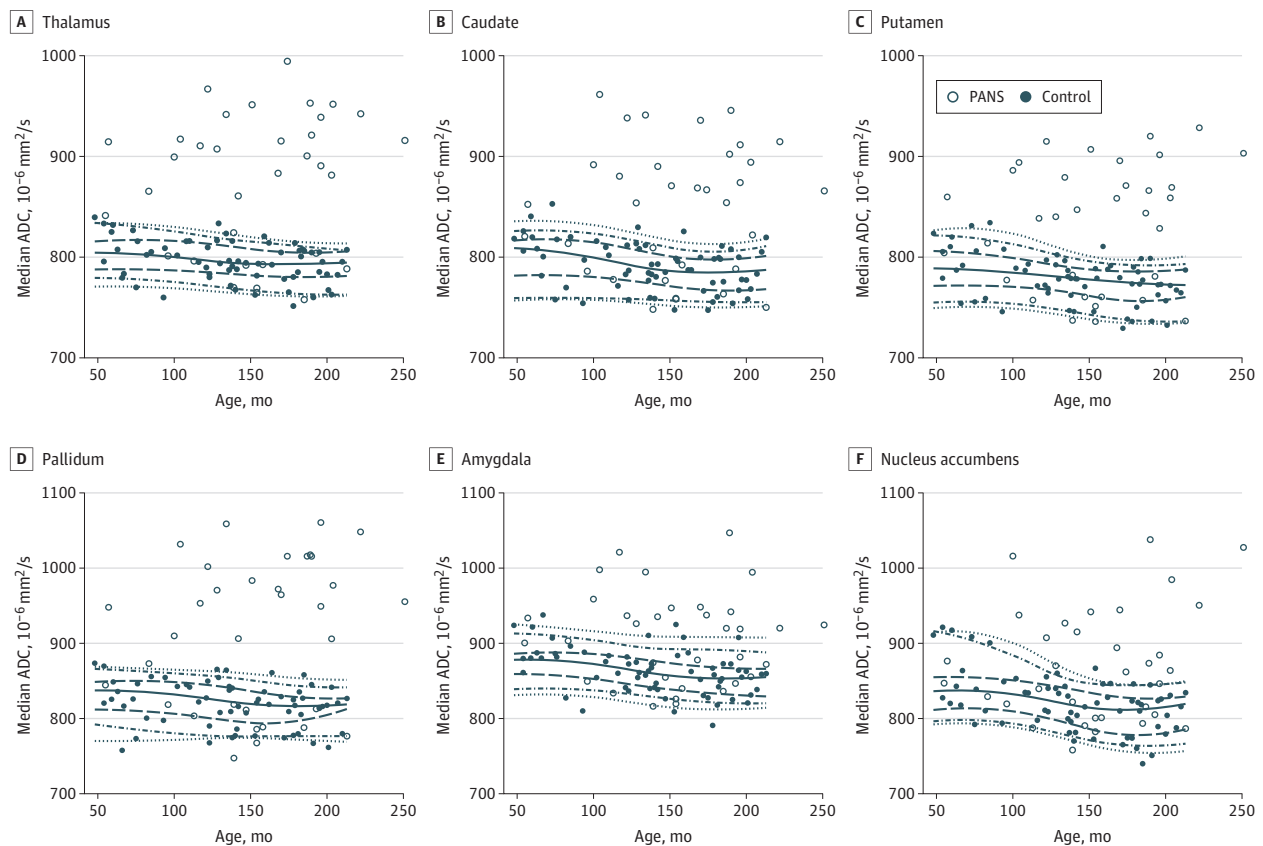 A Thalamus
1000
900
800
700
Median ADC, 10⁻⁶ mm²/s
50 100 150 200 250
Age, mo
B Caudate
1000
900
800
700
Median ADC, 10⁻⁶ mm²/s
50 100 150 200 250
Age, mo
C Putamen
1000
900
800
700
Median ADC, 10⁻⁶ mm²/s
PANS Control
50 100 150 200 250
Age, mo
D Pallidum
1100
1000
900
800
700
Median ADC, 10⁻⁶ mm²/s
50 100 150 200 250
Age, mo
E Amygdala
1100
1000
900
800
700
Median ADC, 10⁻⁶ mm²/s
50 100 150 200 250
Age, mo
F Nucleus accumbens
1100
1000
900
800
700
Median ADC, 10⁻⁶ mm²/s
50 100 150 200 250
Age, mo